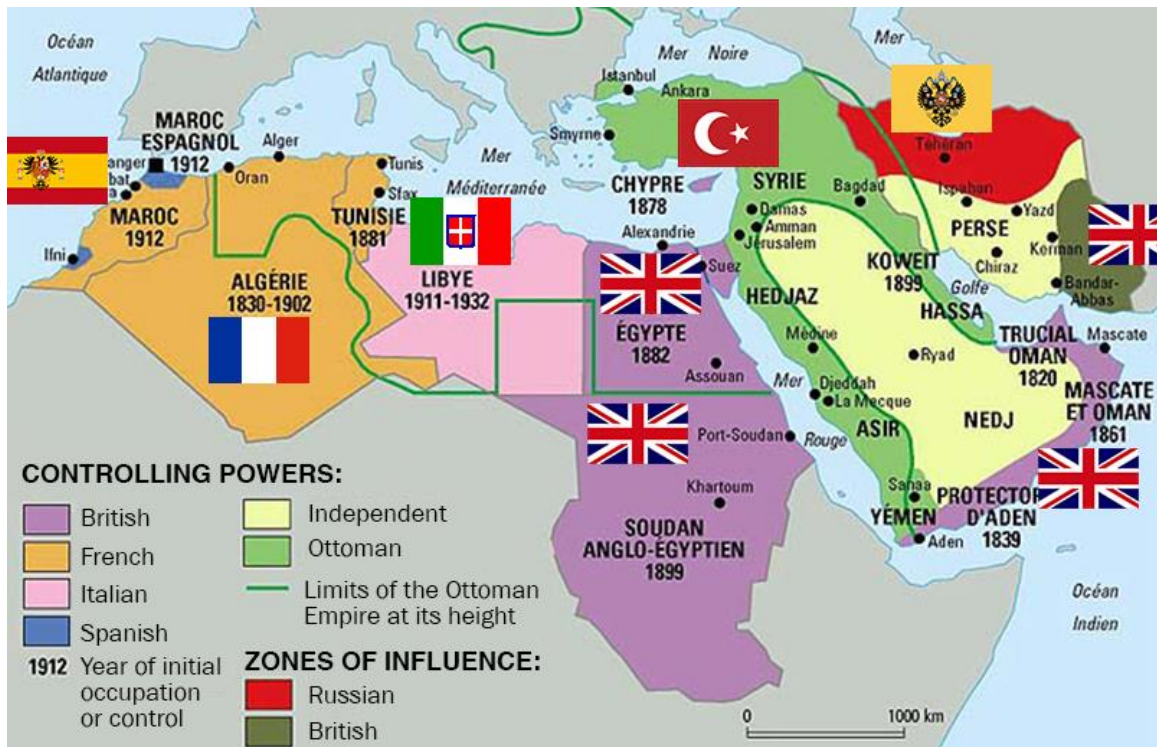 Océan
Atlantique
Mer Noire
Mer
Istanbul
Ankara
Smyrne
Téhéran
MAROC
ESPAGNOL
1912
Alger
Oran
Tunis
Sfax
Mer
Méditerranée
CHYPRE
1878
SYRIE
Bagdad
Ispahan
Yazd
PERSE
Kerman
Chiraz
Bandar-
Abbas
anger
bat
a
MAROC
1912
Ifni
TUNISIE
1881
Alexandrie
Damas
Amman
Jérusalem
Suez
KOWEIT
1899
Golfe
HASSA
ALGÉRIE
1830-1902
LIBYE
1911-1932
ÉGYPTE
1882
HEDJAZ
Médine
Ryad
TRUCIAL
OMAN
1820
Mascate
Assouan
Mer
Rouge
Djeddah
La Mecque
ASIR
NEDJ
MASCATE
ET OMAN
1861
Port-Soudan
Khartoum
SOUDAN
ANGLO-ÉGYPTIEN
1899
Sanaa
YÉMEN
Aden
PROTECTOR
D'ADEN
1839
Océan
Indien
CONTROLLING POWERS:
British
French
Italian
Spanish
1912 Year of initial
occupation
or control
Independent
Ottoman
Limits of the Ottoman
Empire at its height
ZONES OF INFLUENCE:
Russian
British
0 1000 km